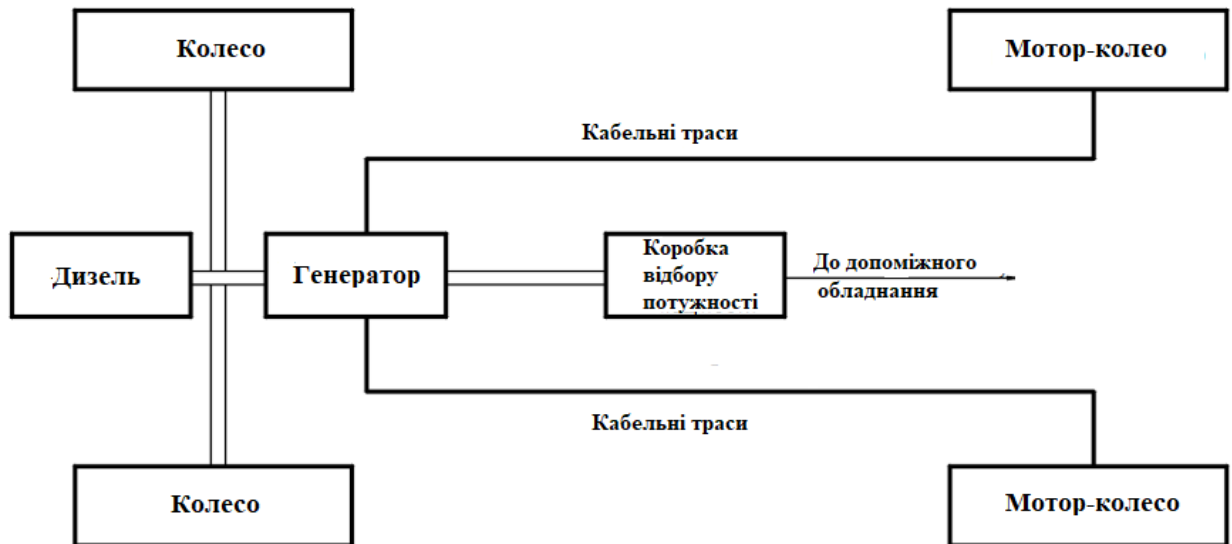 Колесо
Мотор-колео
Кабельні траси
Дизель
Генератор
Коробка
відбору
потужності
До допоміжного
обладнання
Кабельні траси
Колесо
Мотор-колесо